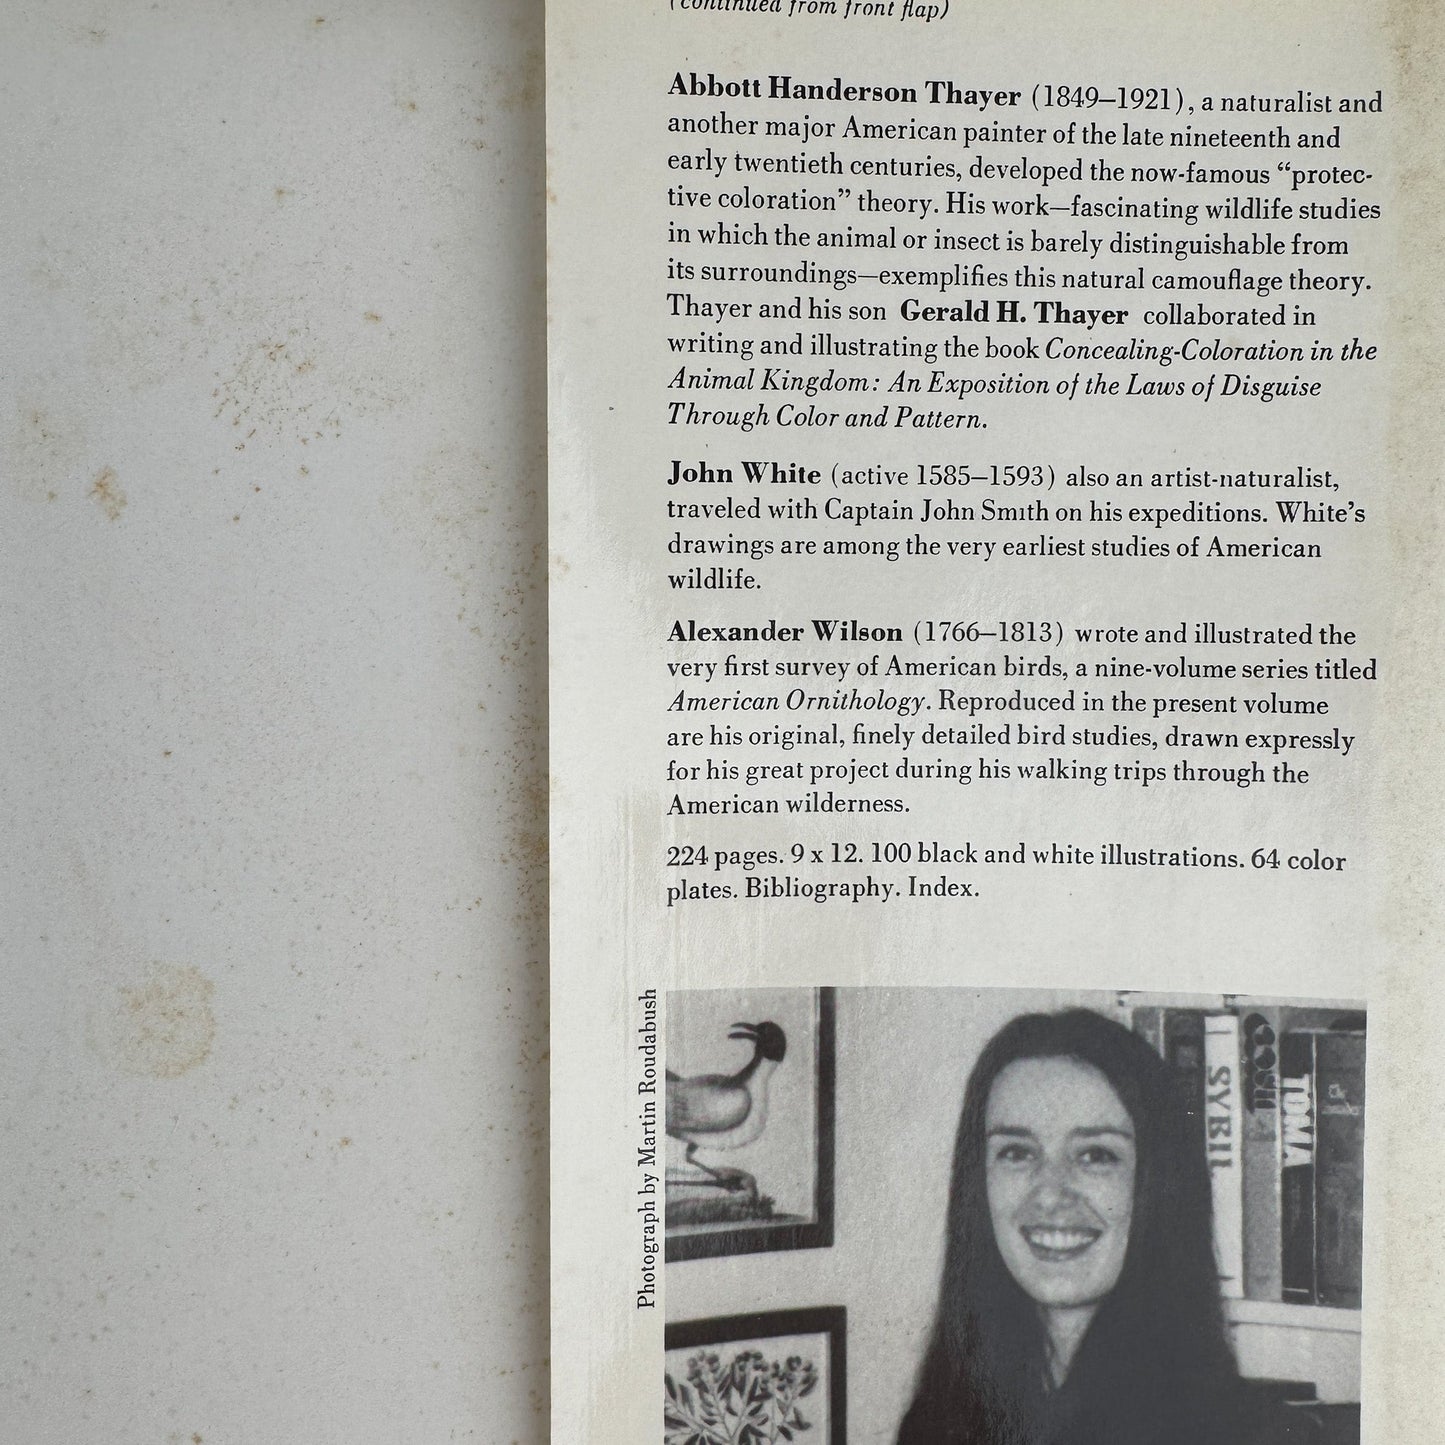 (continued from front flap)
Abbott Handerson Thayer (1849–1921), a naturalist and
another major American painter of the late nineteenth and
early twentieth centuries, developed the now-famous “protec-
tive coloration” theory. His work—fascinating wildlife studies
in which the animal or insect is barely distinguishable from
its surroundings—exemplifies this natural camouflage theory.
Thayer and his son Gerald H. Thayer collaborated in
writing and illustrating the book Concealing-Coloration in the
Animal Kingdom: An Exposition of the Laws of Disguise
Through Color and Pattern.
John White (active 1585–1593) also an artist-naturalist,
traveled with Captain John Smith on his expeditions. White’s
drawings are among the very earliest studies of American
wildlife.
Alexander Wilson (1766–1813) wrote and illustrated the
very first survey of American birds, a nine-volume series titled
American Ornithology. Reproduced in the present volume
are his original, finely detailed bird studies, drawn expressly
for his great project during his walking trips through the
American wilderness.
224 pages. 9 x 12. 100 black and white illustrations. 64 color
plates. Bibliography. Index.
Photograph by Martin Roudabush
SYBIL
TOMA